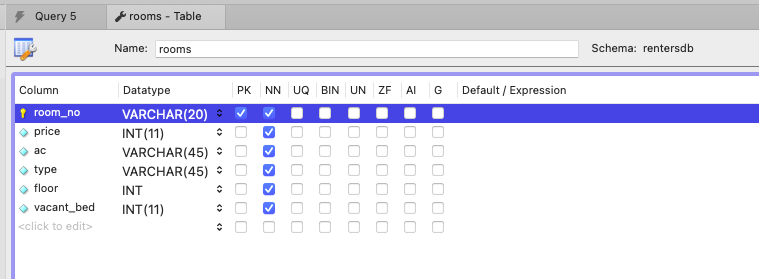 Query 5 rooms - Table
Name: rooms Schema: rentersdb
Column Datatype PK NN UQ BIN UN ZF AI G Default / Expression
room_no VARCHAR(20)
price INT(11)
ac VARCHAR(45)
type VARCHAR(45)
floor INT
vacant_bed INT(11)
<click to edit>